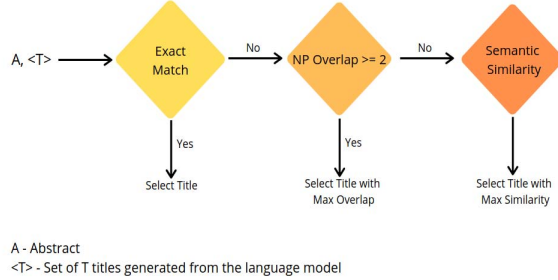 A, <T>
Exact
Match
No
NP Overlap >= 2
No
Semantic
Similarity
Yes
Yes
Select Title
Select Title with
Max Overlap
Select Title with
Max Similarity
A - Abstract
<T> - Set of T titles generated from the language model